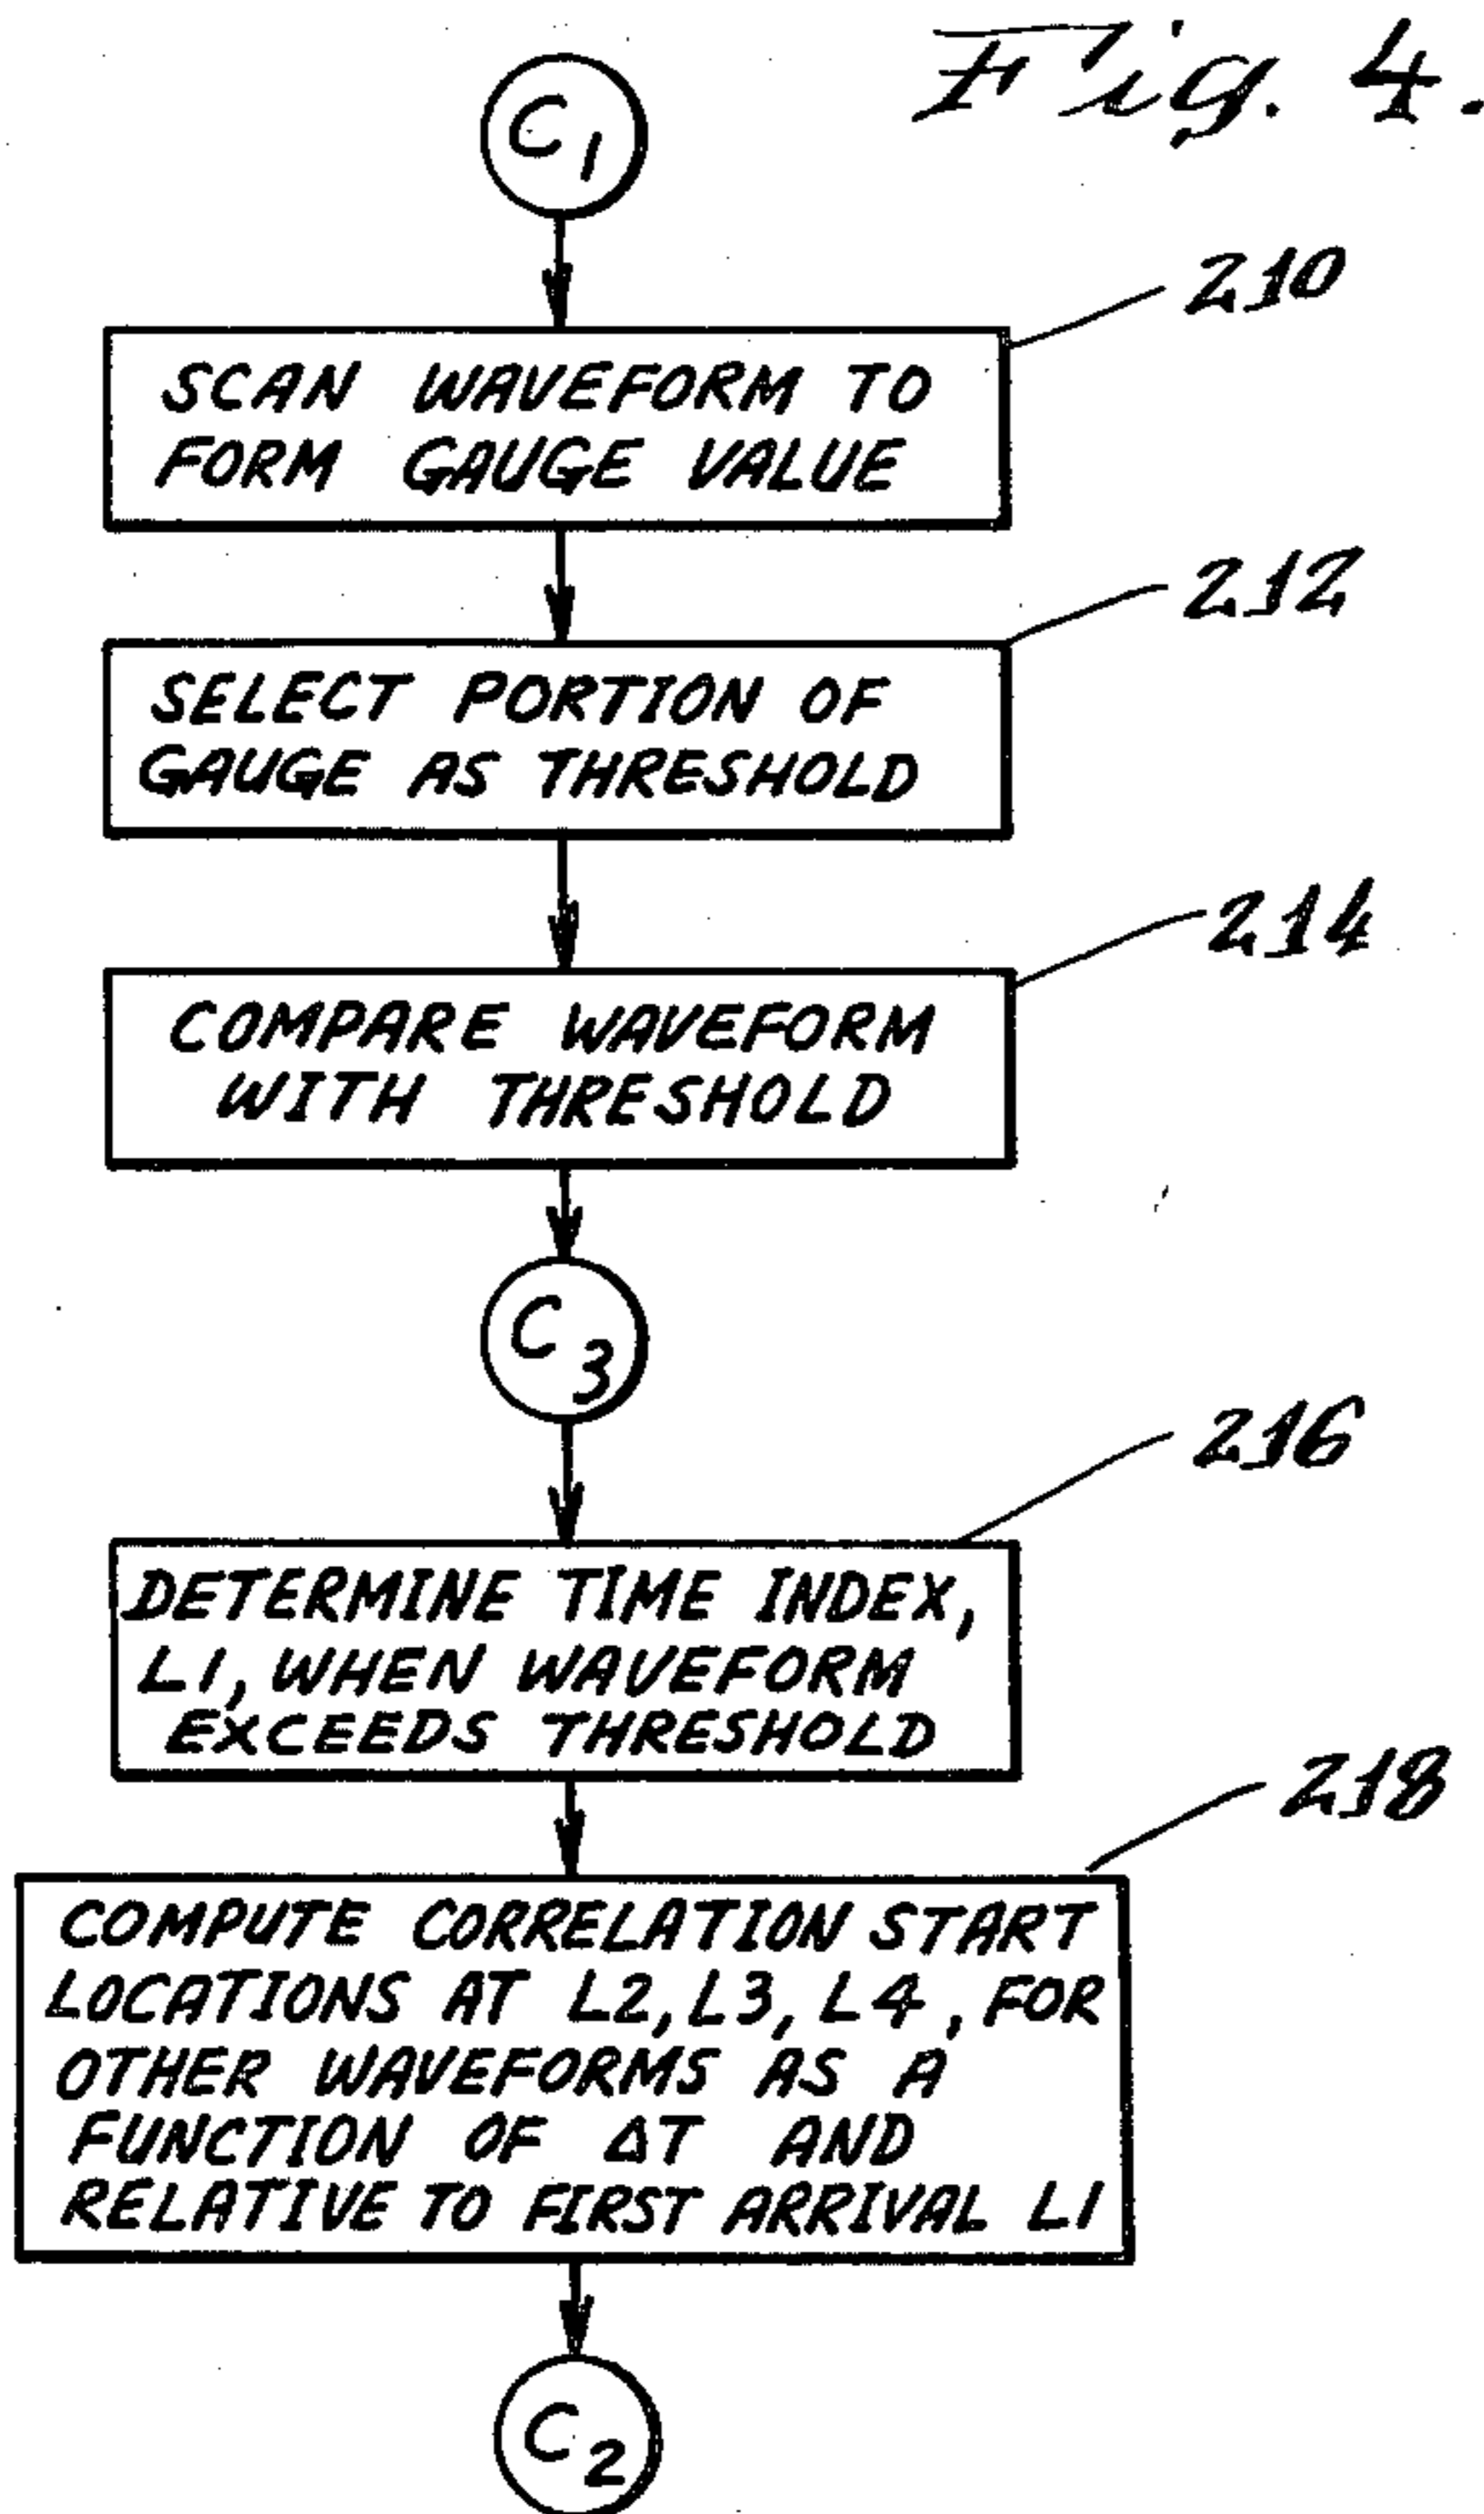 Fig. 4.
C1
210
SCAN WAVEFORM TO
FORM GAUGE VALUE
212
SELECT PORTION OF
GAUGE AS THRESHOLD
214
COMPARE WAVEFORM
WITH THRESHOLD
C3
216
DETERMINE TIME INDEX,
L1, WHEN WAVEFORM
EXCEEDS THRESHOLD
218
COMPUTE CORRELATION START
LOCATIONS AT L2, L3, L4, FOR
OTHER WAVEFORMS AS A
FUNCTION OF ΔT AND
RELATIVE TO FIRST ARRIVAL L1
C2